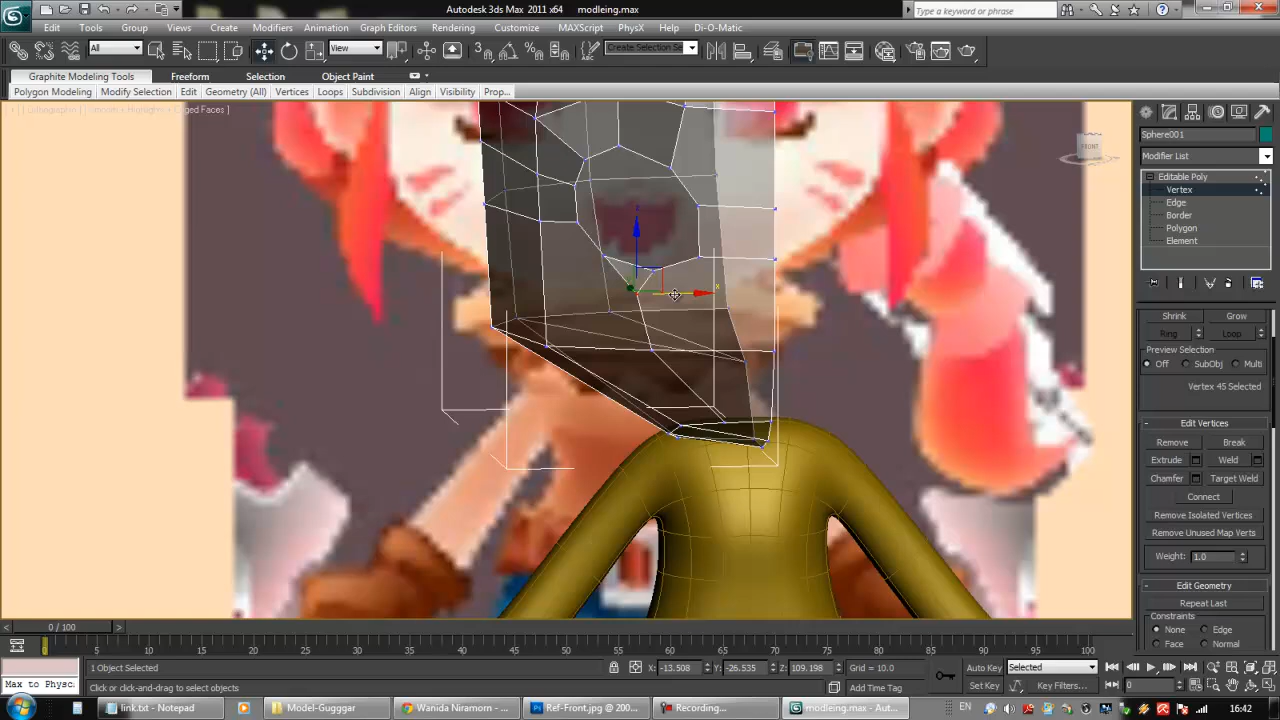 Autodesk 3ds Max 2011 x64 modleing.max
Type a keyword or phrase
Edit Tools Group Views Create Modifiers Animation Graph Editors Rendering Customize MAXScript PhysX Help Di-O-Matic
All View Create Selection Se
Graphite Modeling Tools Freeform Selection Object Paint
Polygon Modeling Modify Selection Edit Geometry (All) Vertices Loops Subdivision Align Visibility Prop...
FRONT
x
Sphere001
Modifier List
Editable Poly
Vertex
Edge
Border
Polygon
Element
Shrink Grow
Ring Loop
Preview Selection
Off SubObj Multi
Vertex 45 Selected
Edit Vertices
Remove Break
Extrude Weld
Chamfer Target Weld
Connect
Remove Isolated Vertices
Remove Unused Map Verts
Weight: 1.0
Edit Geometry
Repeat Last
Constraints
None Edge
Face Normal
0 / 100
0 5 10 15 20 25 30 35 40 45 50 55 60 65 70 75 80 85 90 95 100
1 Object Selected X: -13.508 Y: -26.535 Z: 109.198 Grid = 10.0 Auto Key Selected
Max to Physc: Click or click-and-drag to select objects Add Time Tag Set Key Key Filters... 0
link.txt - Notepad Model-Gugggar Wanida Niramorn - ... Ref-Front.jpg @ 200... Recording... modleing.max - Aut... EN 16:42